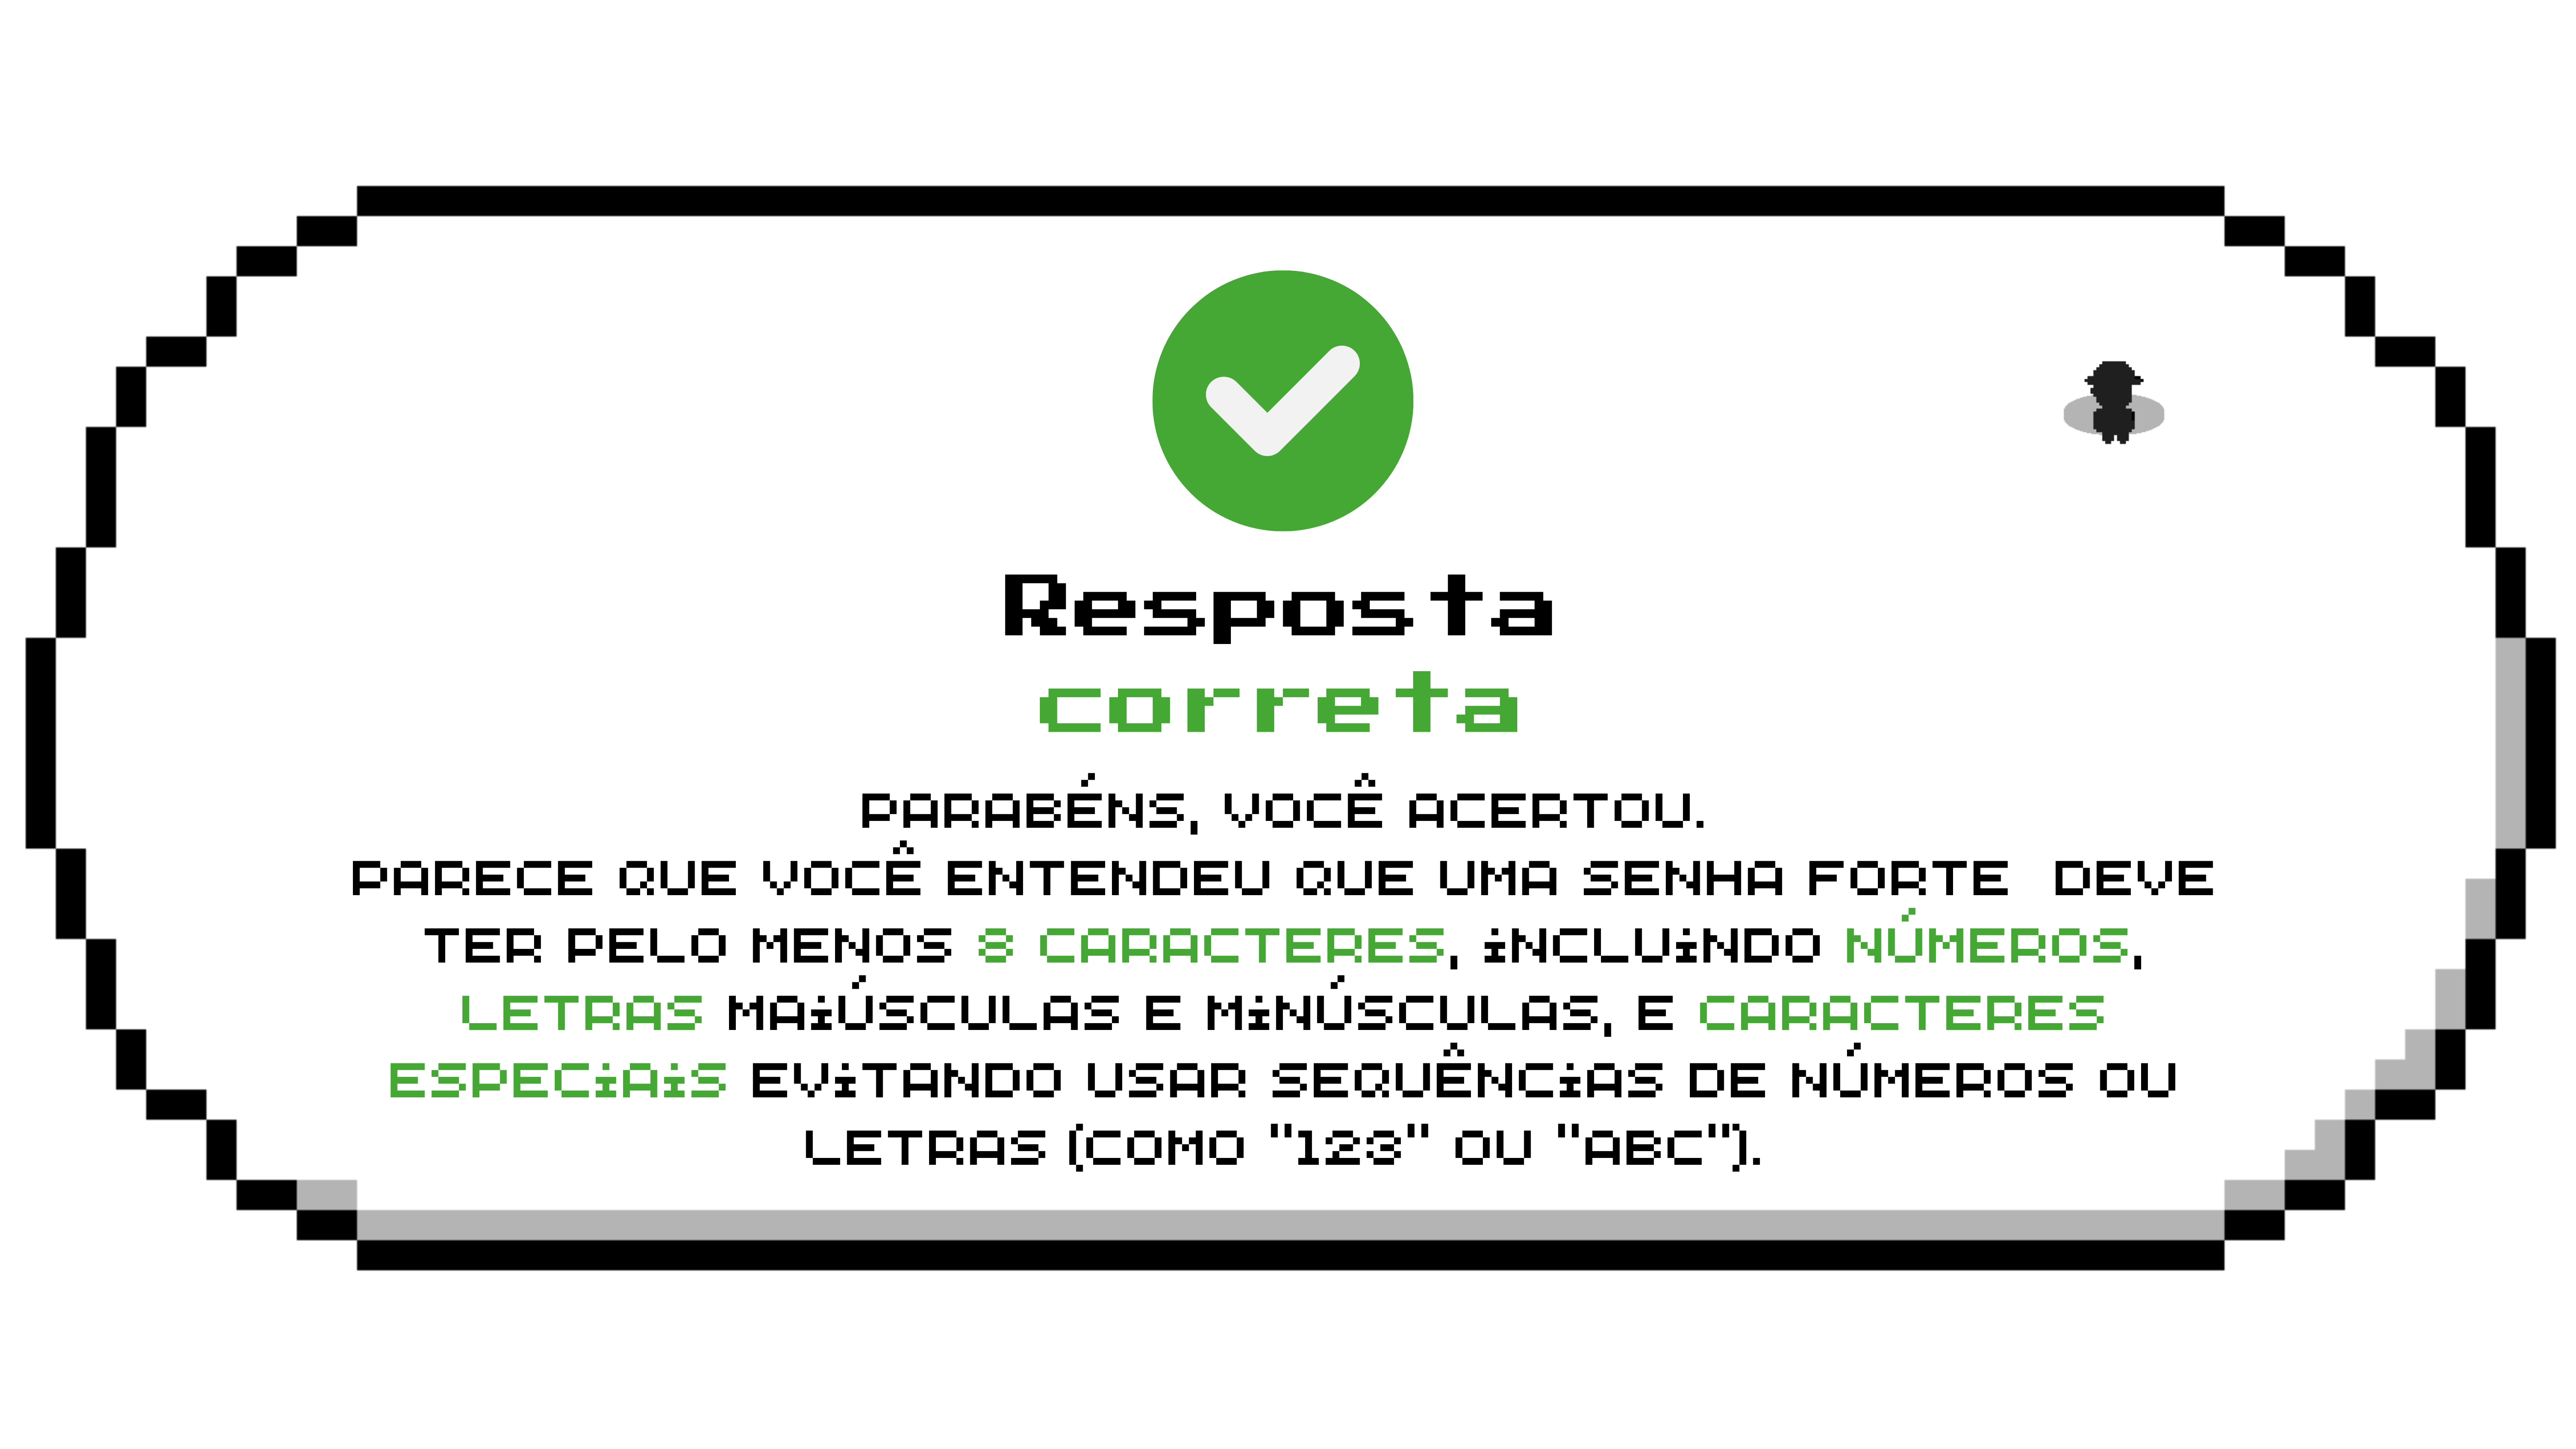 Resposta
correta
PARABÉNS, VOCÊ ACERTOU.
PARECE QUE VOCÊ ENTENDEU QUE UMA SENHA FORTE  DEVE
TER PELO MENOS 8 CARACTERES, iNCLUiNDO NÚMEROS,
LETRAS MAiÚSCULAS E MiNÚSCULAS, E CARACTERES
ESPECiAiS EViTANDO USAR SEQUÊNCiAS DE NÚMEROS OU
LETRAS (COMO "123" OU "ABC").